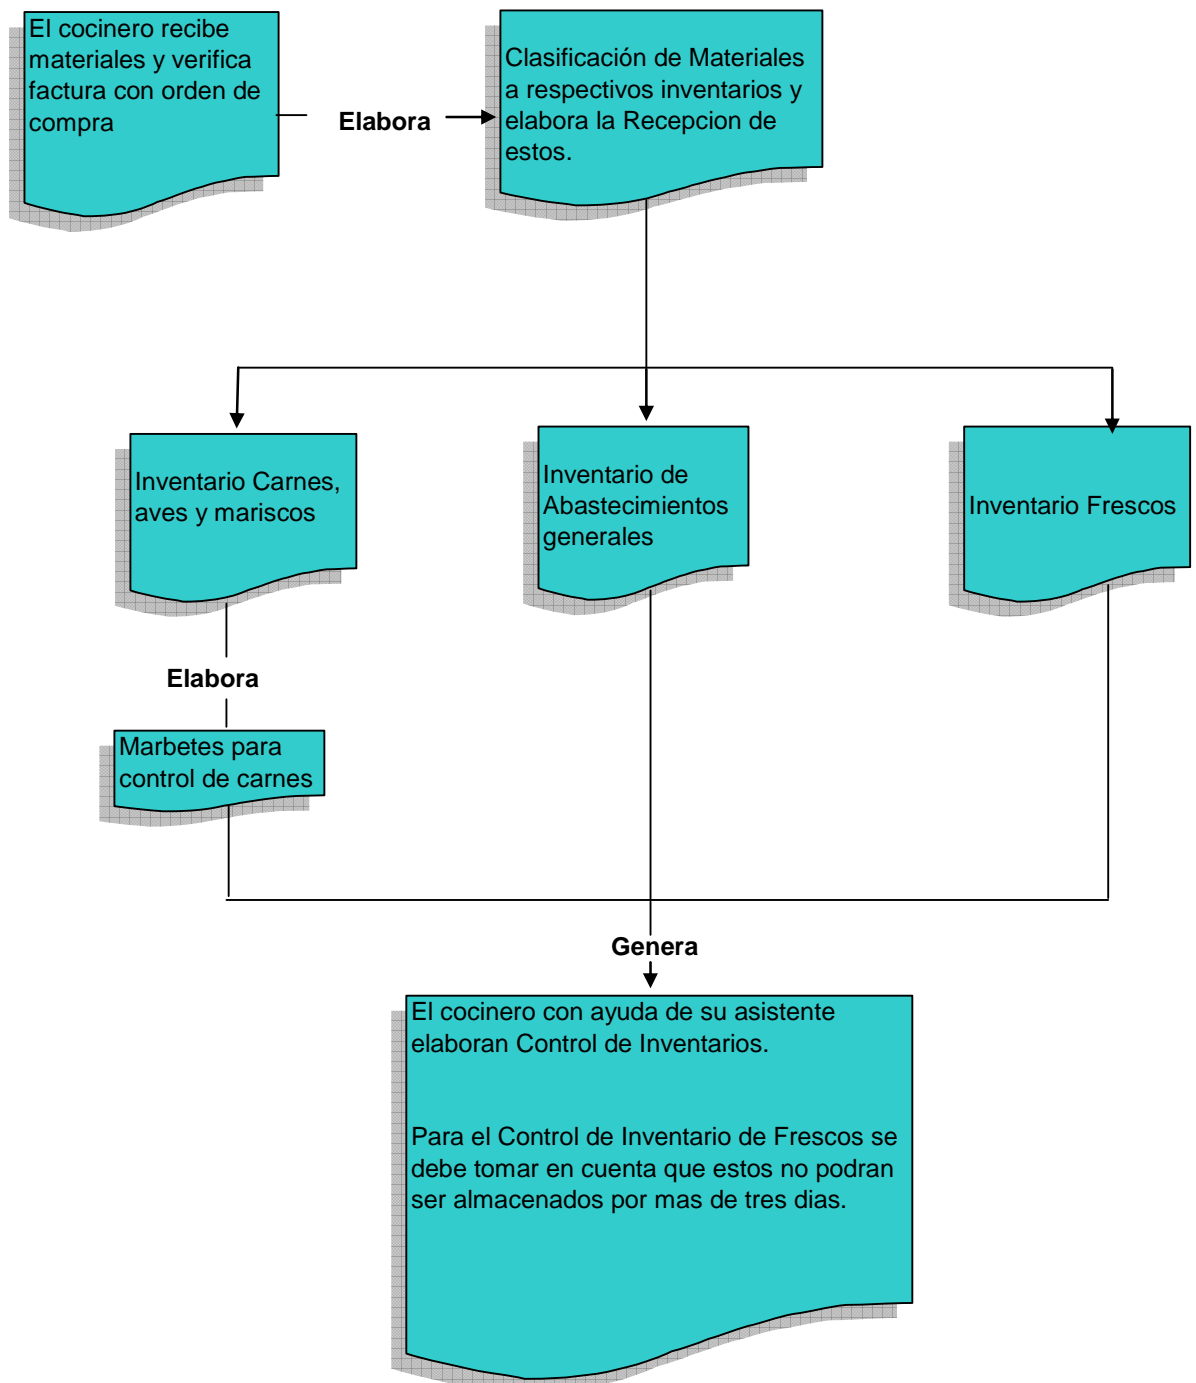 El cocinero recibe
materiales y verifica
factura con orden de
compra
Elabora
Clasificación de Materiales
a respectivos inventarios y
elabora la Recepcion de
estos.
Inventario Carnes,
aves y mariscos
Inventario de
Abastecimientos
generales
Inventario Frescos
Elabora
Marbetes para
control de carnes
Genera
El cocinero con ayuda de su asistente
elaboran Control de Inventarios.
Para el Control de Inventario de Frescos se
debe tomar en cuenta que estos no podran
ser almacenados por mas de tres dias.